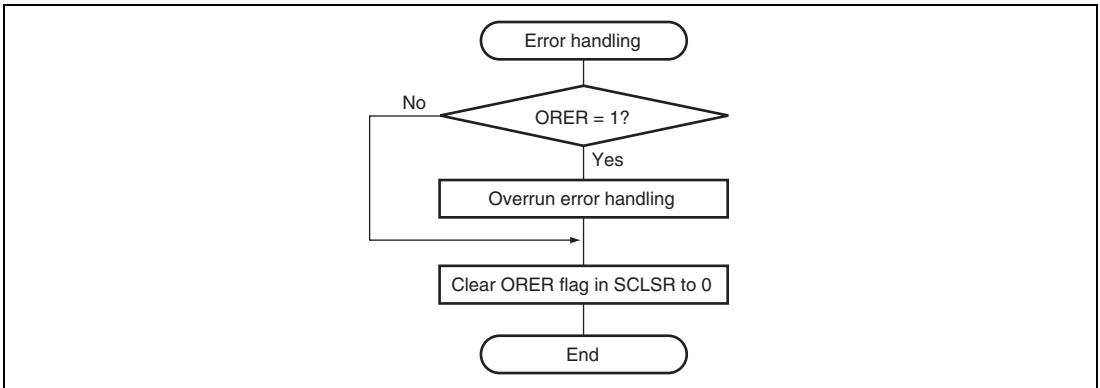 Error handling
No
ORER = 1?
Yes
Overrun error handling
Clear ORER flag in SCLSR to 0
End